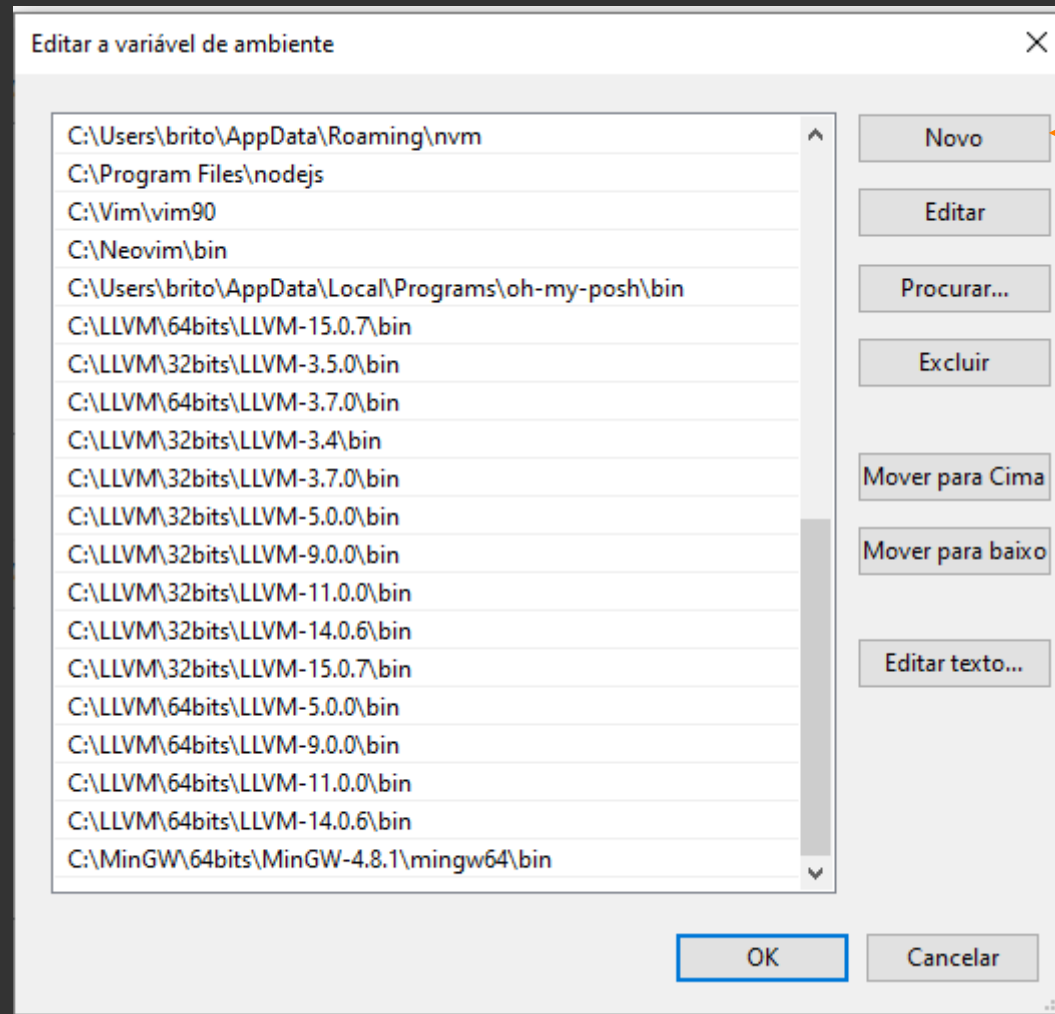 Editar a variável de ambiente
C:\Users\brito\AppData\Roaming\nvm
C:\Program Files\nodejs
C:\Vim\vim90
C:\Neovim\bin
C:\Users\brito\AppData\Local\Programs\oh-my-posh\bin
C:\LLVM\64bits\LLVM-15.0.7\bin
C:\LLVM\32bits\LLVM-3.5.0\bin
C:\LLVM\64bits\LLVM-3.7.0\bin
C:\LLVM\32bits\LLVM-3.4\bin
C:\LLVM\32bits\LLVM-3.7.0\bin
C:\LLVM\32bits\LLVM-5.0.0\bin
C:\LLVM\32bits\LLVM-9.0.0\bin
C:\LLVM\32bits\LLVM-11.0.0\bin
C:\LLVM\32bits\LLVM-14.0.6\bin
C:\LLVM\32bits\LLVM-15.0.7\bin
C:\LLVM\64bits\LLVM-5.0.0\bin
C:\LLVM\64bits\LLVM-9.0.0\bin
C:\LLVM\64bits\LLVM-11.0.0\bin
C:\LLVM\64bits\LLVM-14.0.6\bin
C:\MinGW\64bits\MinGW-4.8.1\mingw64\bin
Novo
Editar
Procurar...
Excluir
Mover para Cima
Mover para baixo
Editar texto...
OK
Cancelar